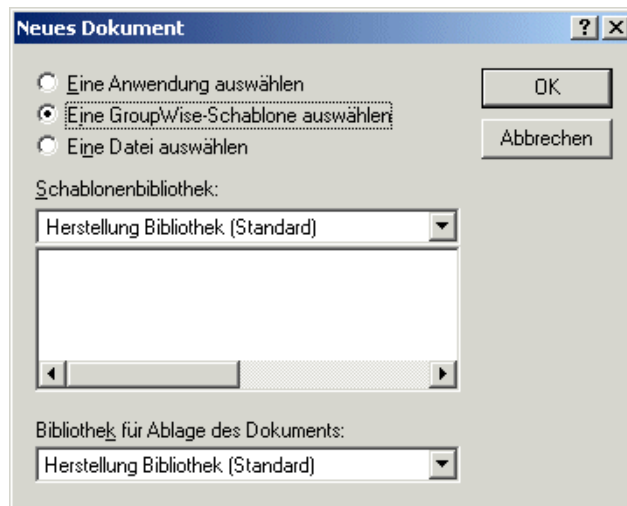 Neues Dokument
Eine Anwendung auswählen
OK
Eine GroupWise-Schablone auswählen
Abbrechen
Eine Datei auswählen
Schablonenbibliothek:
Herstellung Bibliothek (Standard)
Bibliothek für Ablage des Dokuments:
Herstellung Bibliothek (Standard)